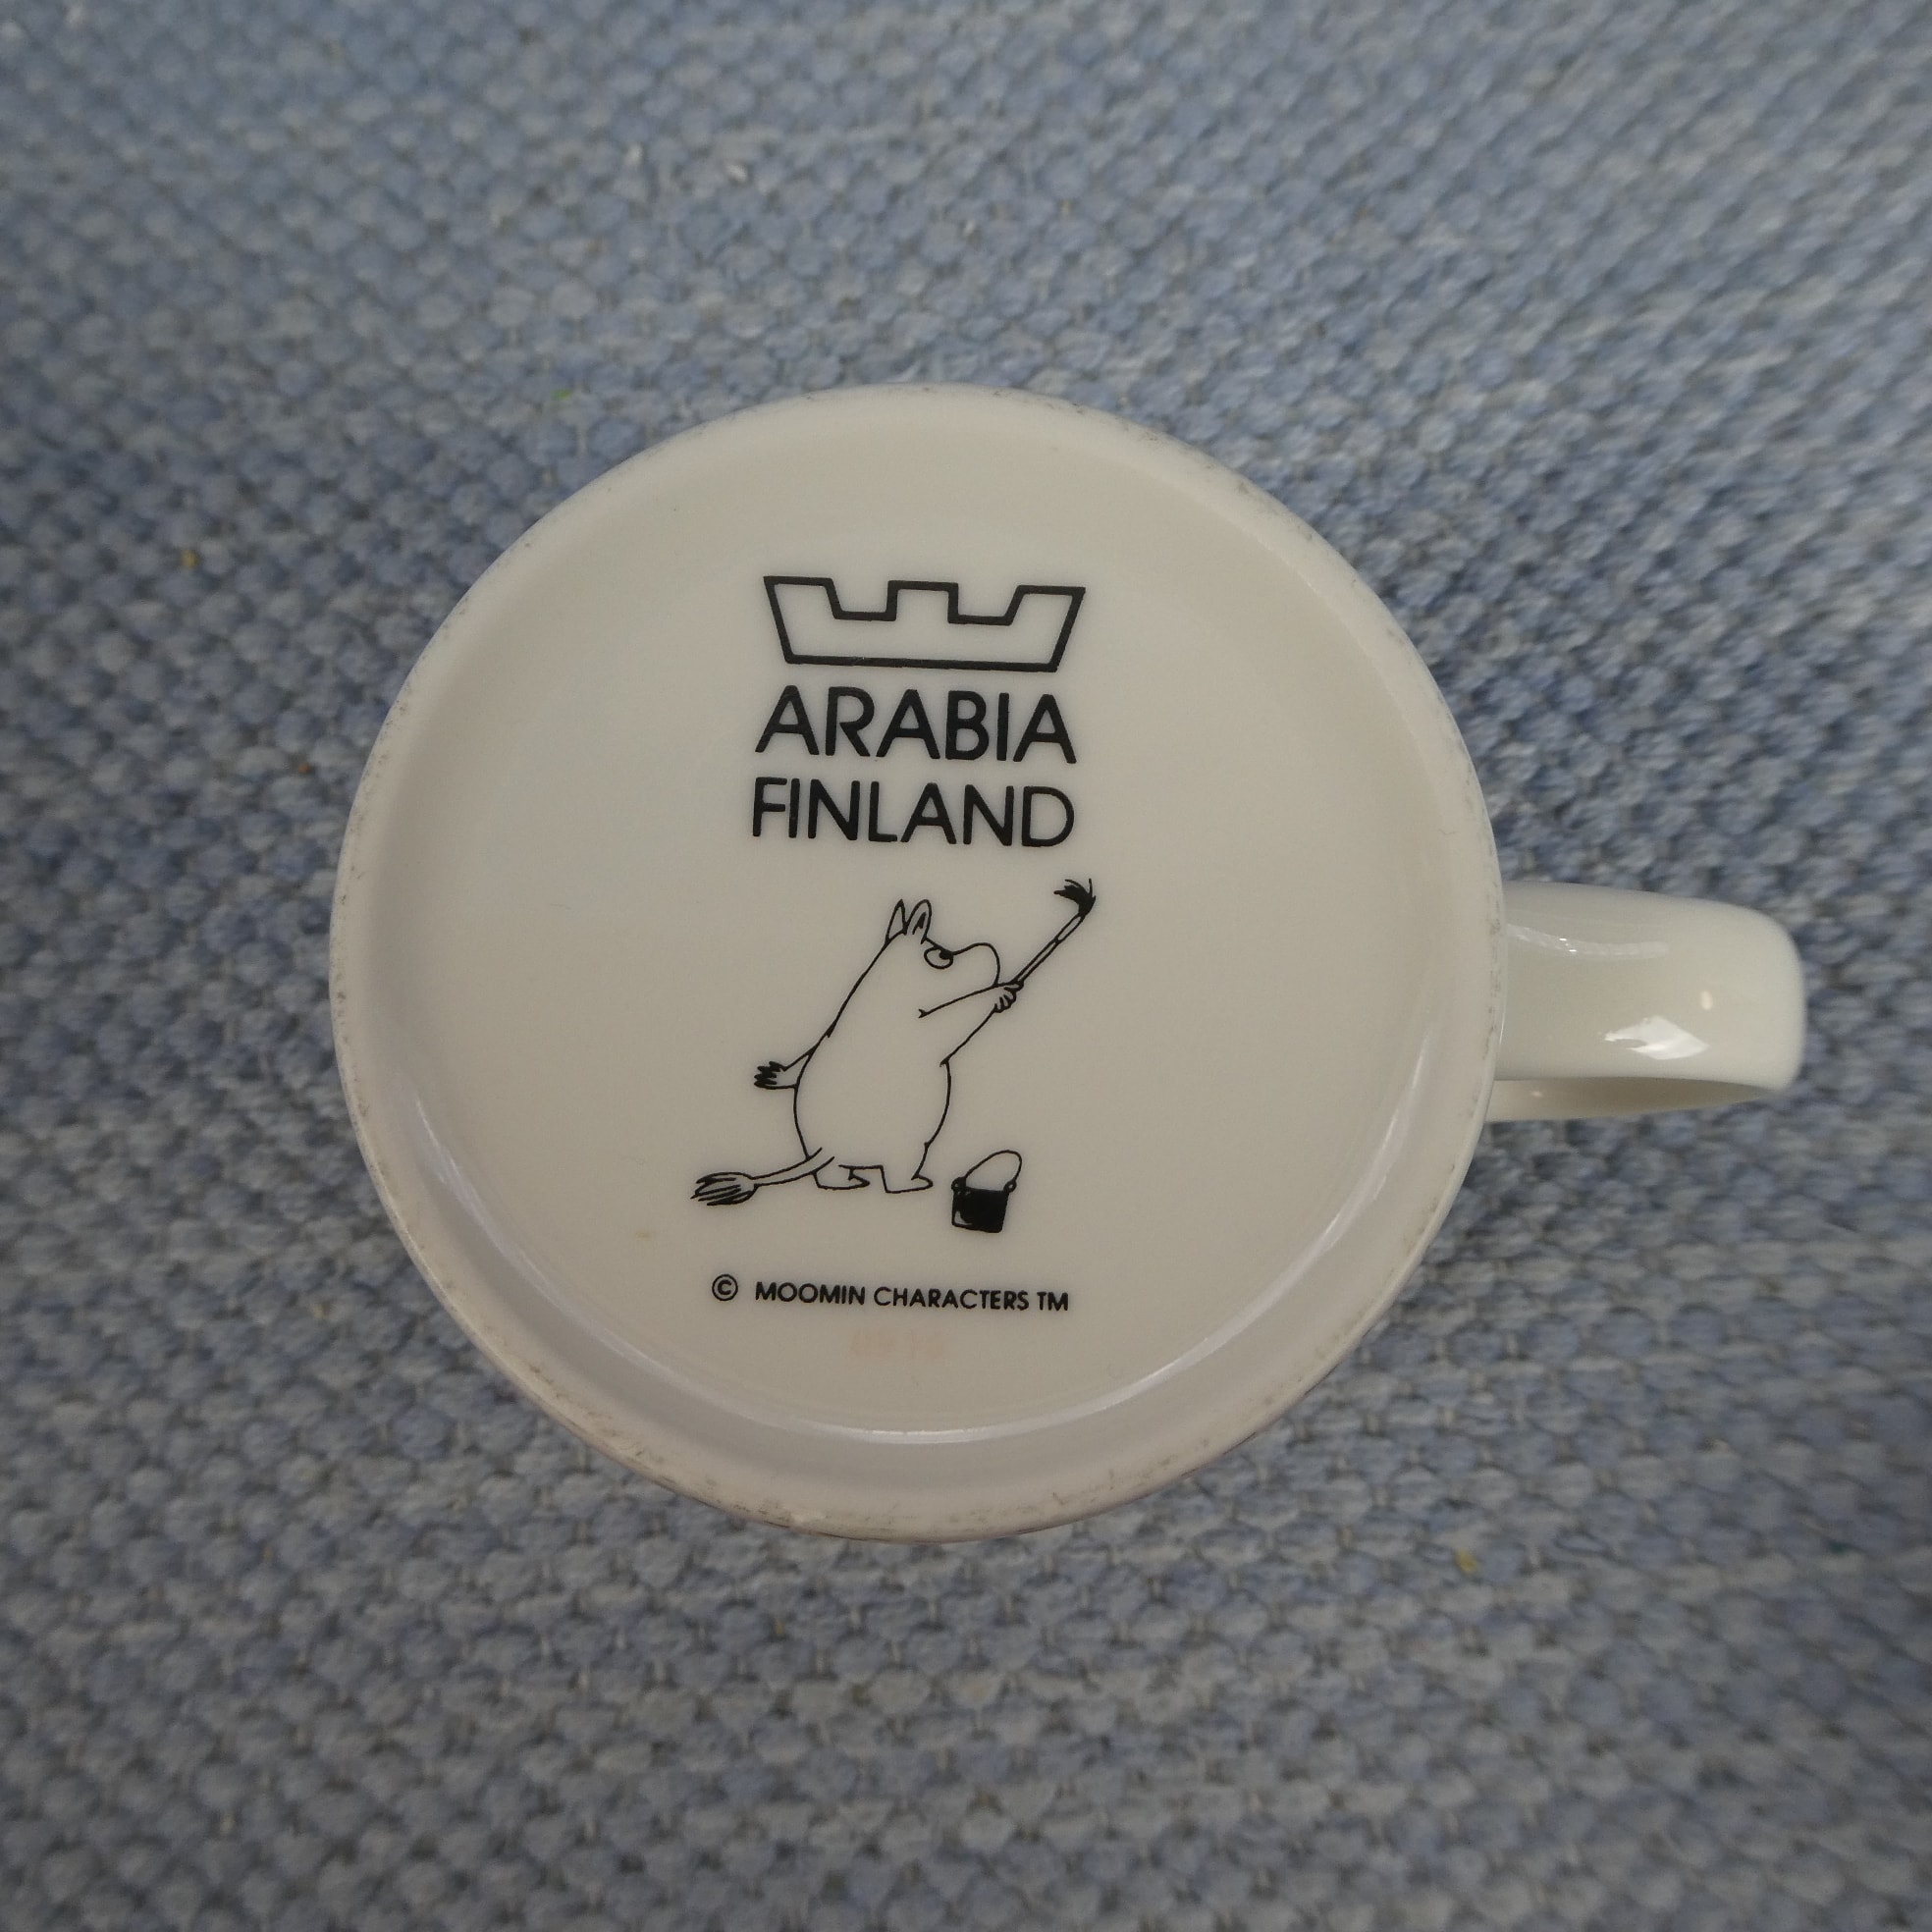 ARABIA
FINLAND
© MOOMIN CHARACTERS TM